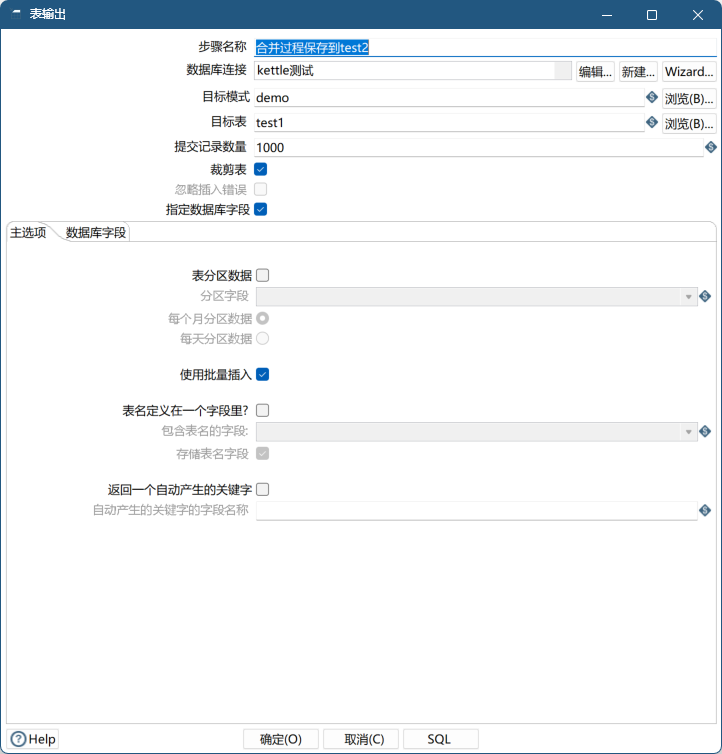 表输出
步骤名称 合并过程保存到test2
数据库连接 kettle测试 编辑... 新建... Wizard...
目标模式 demo 浏览(B)...
目标表 test1 浏览(B)...
提交记录数量 1000
裁剪表
忽略插入错误
指定数据库字段
主选项 数据库字段
表分区数据
分区字段
每个月分区数据
每天分区数据
使用批量插入
表名定义在一个字段里?
包含表名的字段:
存储表名字段
返回一个自动产生的关键字
自动产生的关键字的字段名称
Help 确定(O) 取消(C) SQL